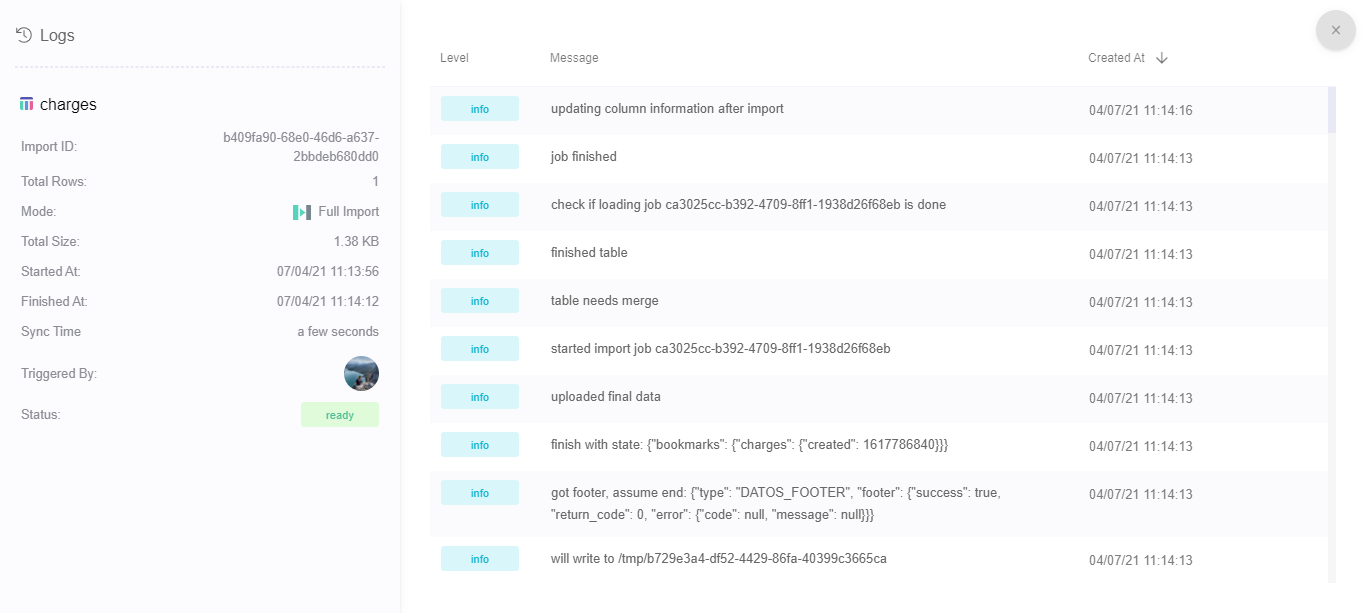 Logs
charges
Import ID:
b409fa90-68e0-46d6-a637-
2bbdeb680dd0
Total Rows:
1
Mode:
Full Import
Total Size:
1.38 KB
Started At:
07/04/21 11:13:56
Finished At:
07/04/21 11:14:12
Sync Time
a few seconds
Triggered By:
Status:
ready
Level Message Created At
info updating column information after import 04/07/21 11:14:16
info job finished 04/07/21 11:14:13
info check if loading job ca3025cc-b392-4709-8ff1-1938d26f68eb is done 04/07/21 11:14:13
info finished table 04/07/21 11:14:13
info table needs merge 04/07/21 11:14:13
info started import job ca3025cc-b392-4709-8ff1-1938d26f68eb 04/07/21 11:14:13
info uploaded final data 04/07/21 11:14:13
info finish with state: {"bookmarks": {"charges": {"created": 1617786840}}} 04/07/21 11:14:13
info got footer, assume end: {"type": "DATOS_FOOTER", "footer": {"success": true, 04/07/21 11:14:13
"return_code": 0, "error": {"code": null, "message": null}}}
info will write to /tmp/b729e3a4-df52-4429-86fa-40399c3665ca 04/07/21 11:14:13